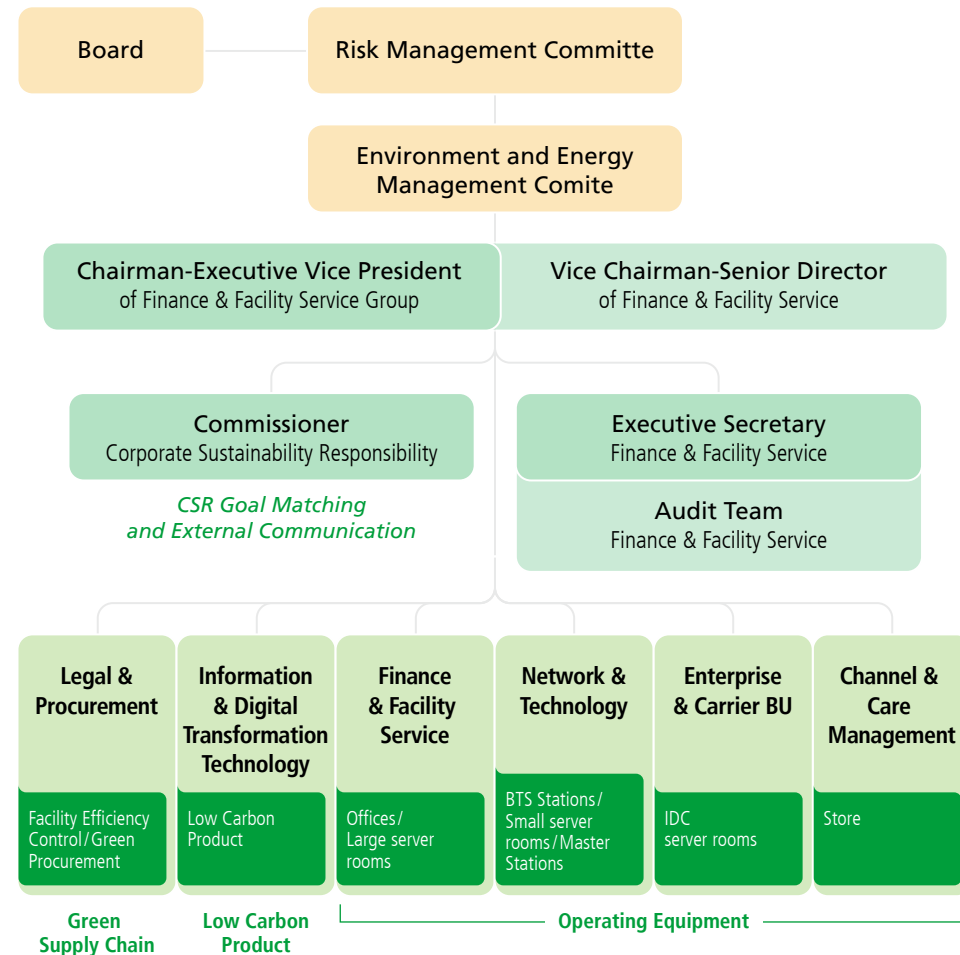 Board
Risk Management Committe
Environment and Energy
Management Comite
Chairman-Executive Vice President
of Finance & Facility Service Group
Vice Chairman-Senior Director
of Finance & Facility Service
Commissioner
Corporate Sustainability Responsibility
CSR Goal Matching
and External Communication
Executive Secretary
Finance & Facility Service
Audit Team
Finance & Facility Service
Legal &
Procurement
Facility Efficiency
Control/Green
Procurement
Information
& Digital
Transformation
Technology
Low Carbon
Product
Finance
& Facility
Service
Offices/
Large server
rooms
Network &
Technology
BTS Stations/
Small server
rooms/Master
Stations
Enterprise
& Carrier BU
IDC
server rooms
Channel &
Care
Management
Store
Green
Supply Chain
Low Carbon
Product
Operating Equipment